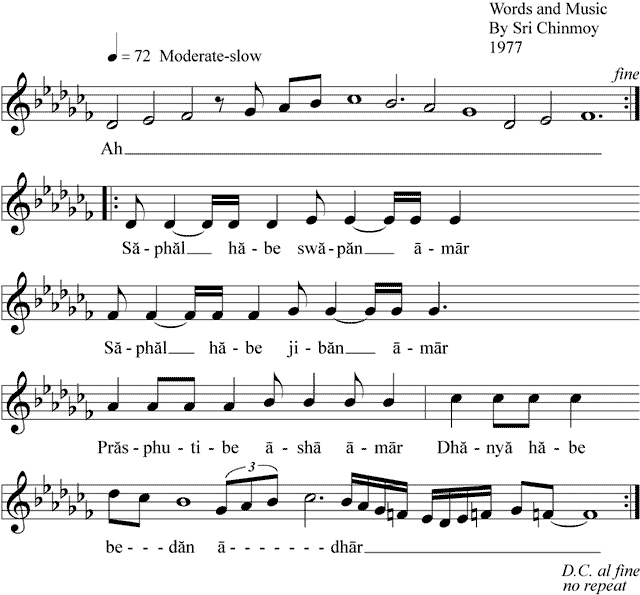 Words and Music
By Sri Chinmoy
1977
= 72 Moderate-slow
fine
Ah
Să - phăl hă - be swă - păn ā - mār
Să - phăl hă - be ji - băn ā - mār
Prăs - phu - ti - be ā - shā ā - mār Dhă - nyă hă - be
3
be - - - dăn ā - - - - - - - dhār
D.C. al fine
no repeat